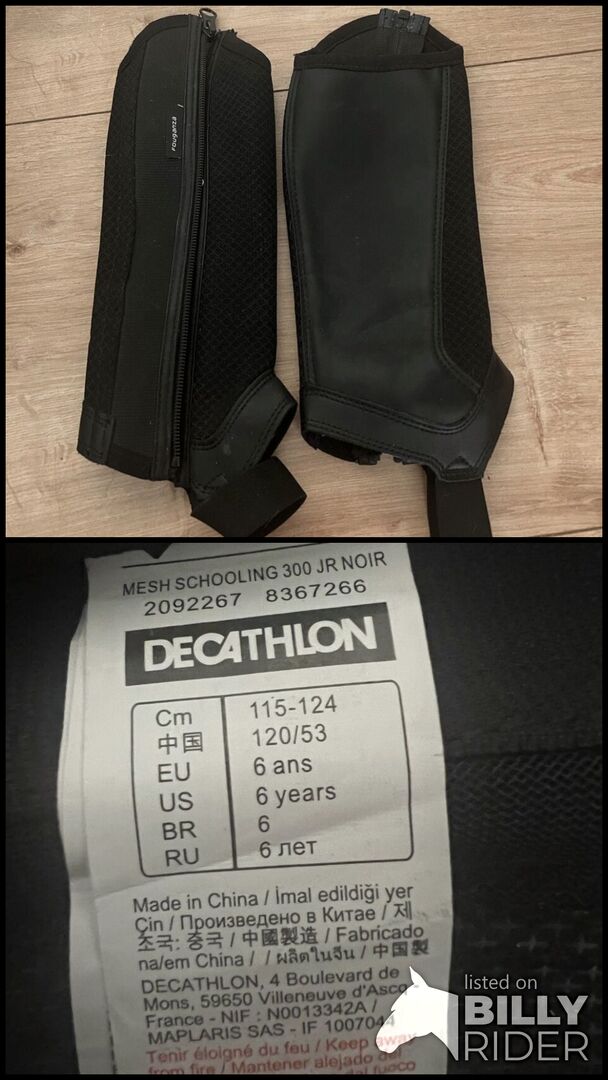 Fouganza
MESH SCHOOLING 300 JR NOIR
2092267 8367266
DECATHLON
Cm 115-124
中国 120/53
EU 6 ans
US 6 years
BR 6
RU 6 лет
Made in China / İmal edildiği yer
Çin / Произведено в Китае / 제
조국: 중국 / 中國製造 / Fabricado
na/em China / / ผลิตในจีน / 中国製
DECATHLON, 4 Boulevard de
Mons, 59650 Villeneuve d'Ascq
France - NIF : N0013342A /
MAPLARIS SAS - IF 1007044
Tenir éloigné du feu / Keep away
from fire / Mantener alejado del
listed on
BILLY
RIDER